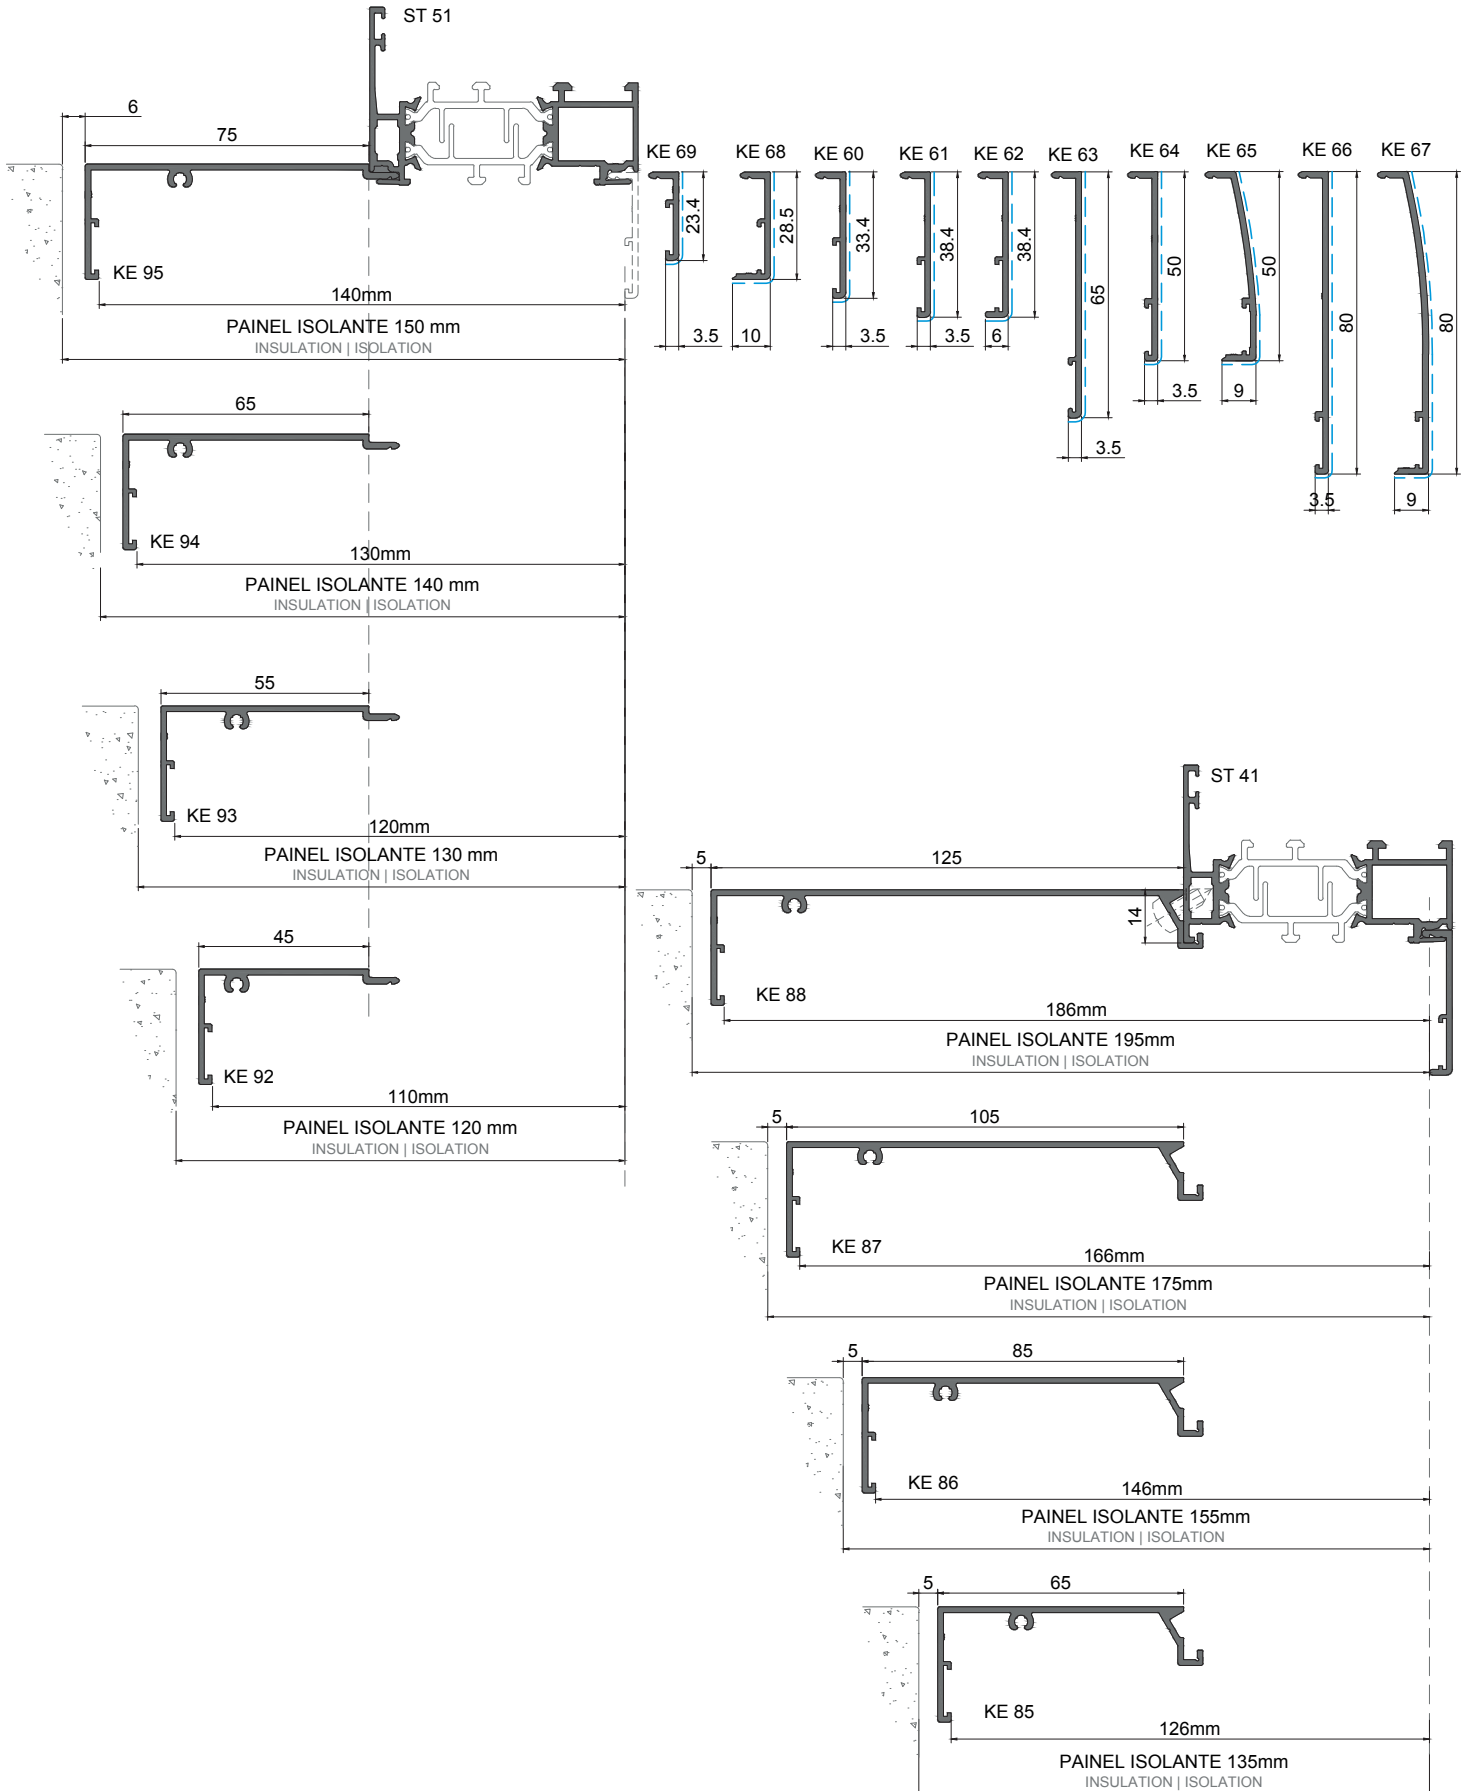 ST 51
6
75
KE 95
140mm
PAINEL ISOLANTE 150 mm
INSULATION | ISOLATION
KE 69
KE 68
KE 60
KE 61
KE 62
KE 63
KE 64
KE 65
KE 66
KE 67
23.4
28.5
33.4
38.4
38.4
65
50
50
80
80
3.5
10
3.5
3.5
6
3.5
3.5
9
3.5
9
65
KE 94
130mm
PAINEL ISOLANTE 140 mm
INSULATION | ISOLATION
55
KE 93
120mm
PAINEL ISOLANTE 130 mm
INSULATION | ISOLATION
45
KE 92
110mm
PAINEL ISOLANTE 120 mm
INSULATION | ISOLATION
ST 41
5
125
14
KE 88
186mm
PAINEL ISOLANTE 195mm
INSULATION | ISOLATION
5
105
KE 87
166mm
PAINEL ISOLANTE 175mm
INSULATION | ISOLATION
5
85
KE 86
146mm
PAINEL ISOLANTE 155mm
INSULATION | ISOLATION
5
65
KE 85
126mm
PAINEL ISOLANTE 135mm
INSULATION | ISOLATION